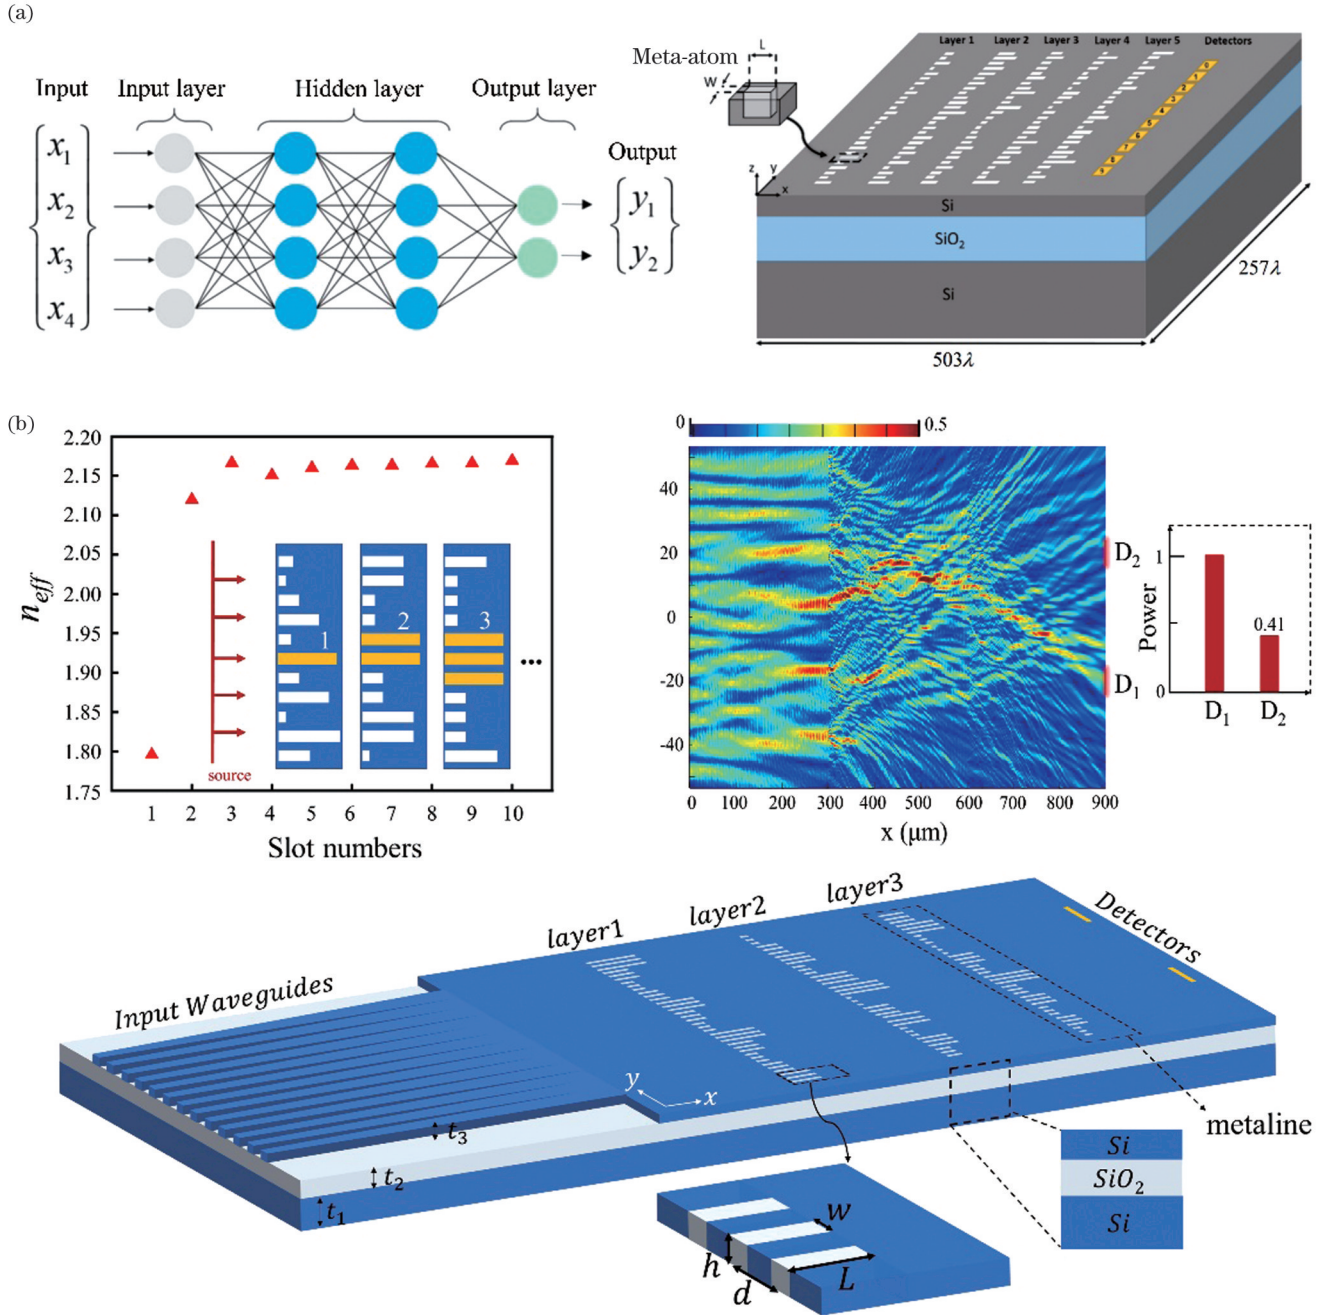 (a)
Input
Input layer
Hidden layer
Output layer
Output
x1
x2
x3
x4
y1
y2
Meta-atom
L
W
Layer 1
Layer 2
Layer 3
Layer 4
Layer 5
Detectors
z
y
x
Si
SiO2
Si
257λ
503λ
(b)
2.20
2.15
2.10
2.05
2.00
1.95
1.90
1.85
1.80
1.75
neff
1
2
3
...
source
1 2 3 4 5 6 7 8 9 10
Slot numbers
0
0.5
40
20
0
-20
-40
0 100 200 300 400 500 600 700 800 900
x (μm)
D2
D1
Power
1
0
0.41
D1 D2
Input Waveguides
layer1
layer2
layer3
Detectors
y
x
t3
t2
t1
metaline
Si
SiO2
Si
w
h
d
L